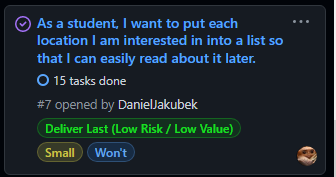 As a student, I want to put each
location I am interested in into a list so
that I can easily read about it later.
15 tasks done
#7 opened by DanielJakubek
Deliver Last (Low Risk / Low Value)
Small Won't